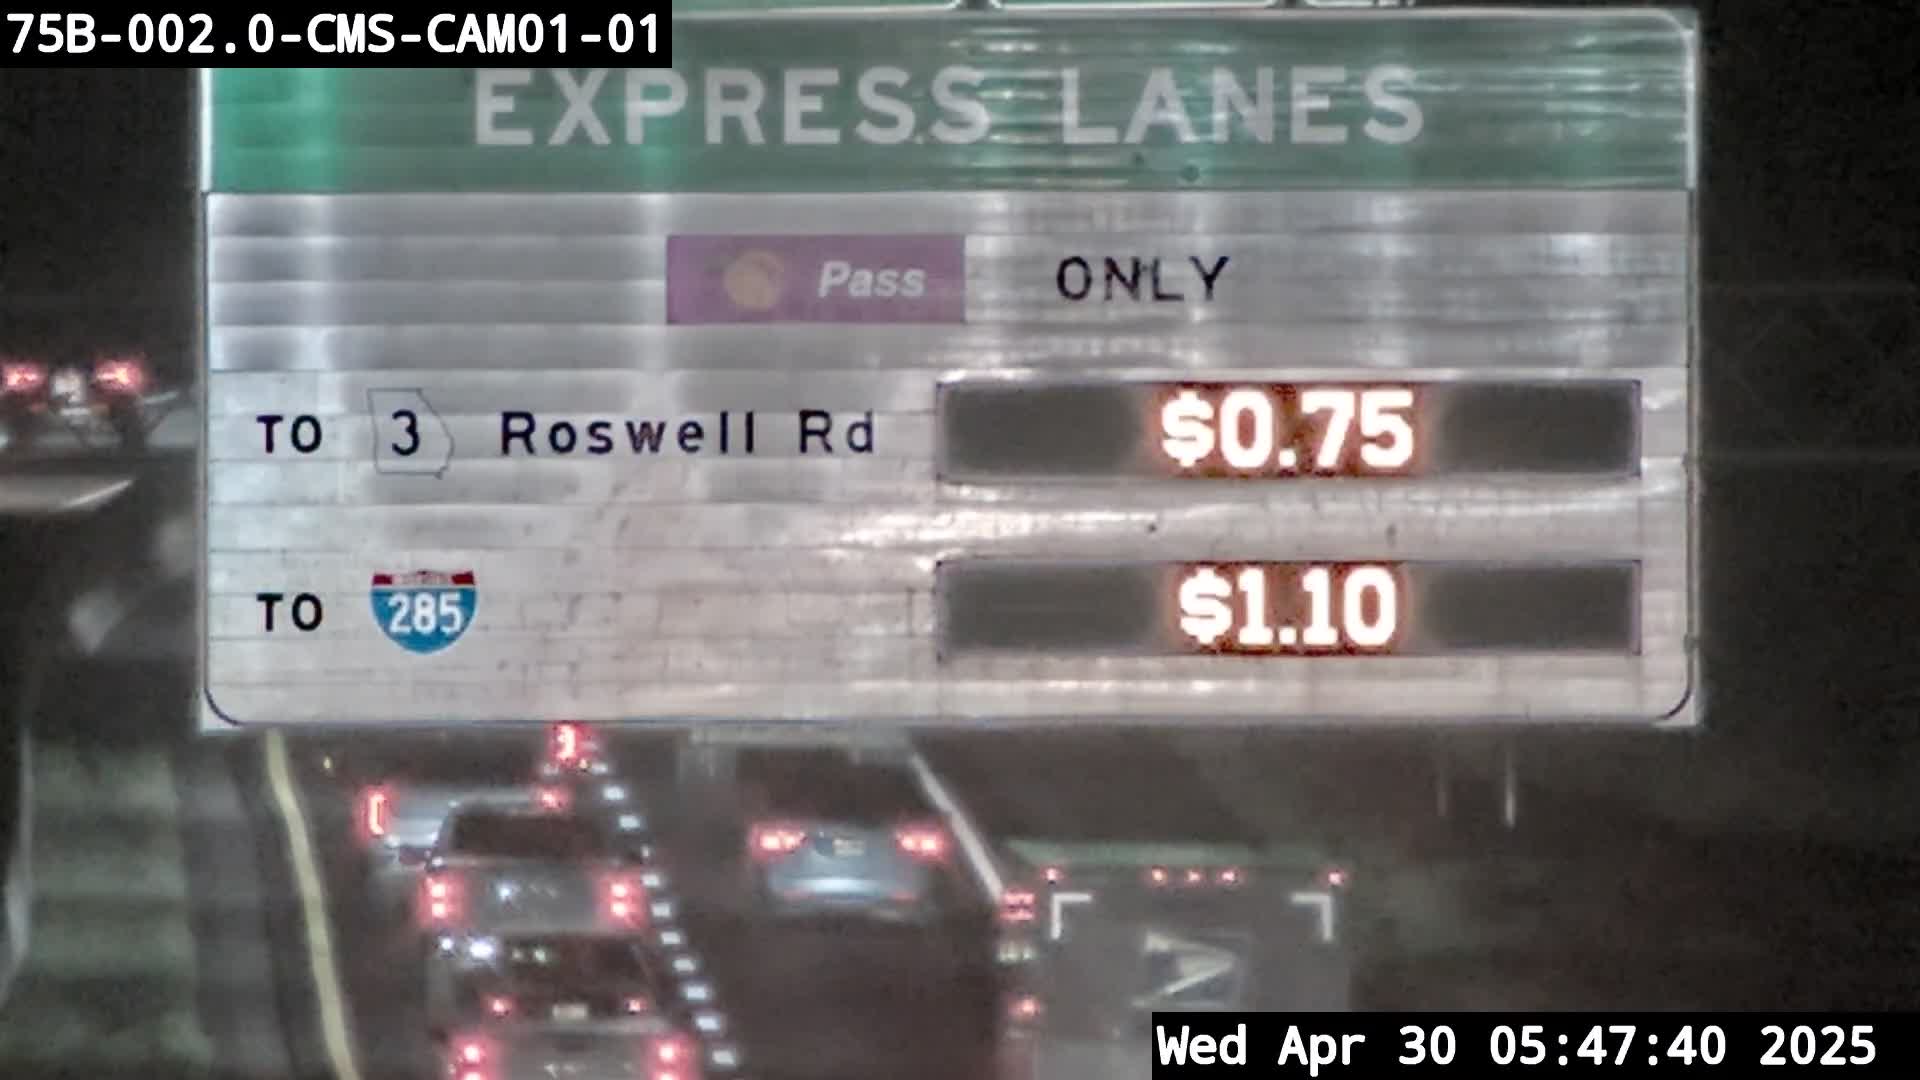 75B-002.0-CMS-CAM01-01
EXPRESS LANES
Pass ONLY
TO 3 Roswell Rd $0.75
TO 285 $1.10
Wed Apr 30 05:47:40 2025